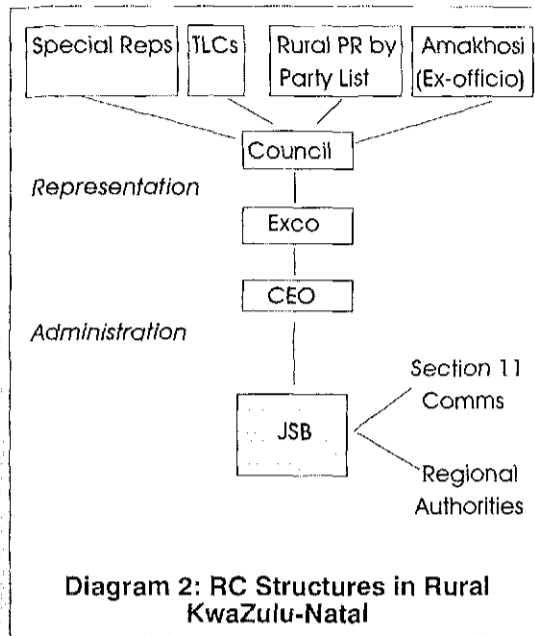 Special Reps
TLCs
Rural PR by
Party List
Amakhosi
(Ex-officio)
Council
Representation
Exco
CEO
Administration
JSB
Section 11
Comms
Regional
Authorities
Diagram 2: RC Structures in Rural
KwaZulu-Natal